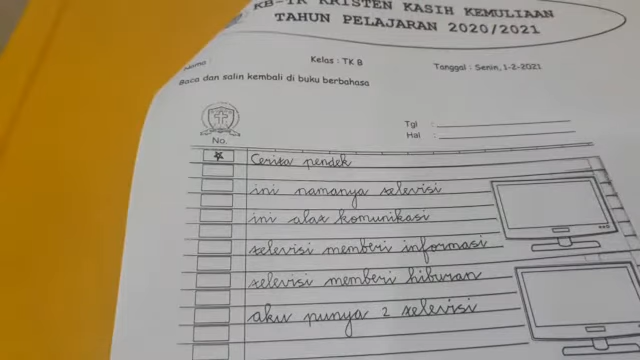 KB-TK KRISTEN KASIH KEMULIAAN
TAHUN PELAJARAN 2020/2021
Nama :
Kelas : TK B
Tanggal : Senin, 1-2-2021
Baca dan salin kembali di buku berbahasa
Tgl :
Hal :
No.
Cerita pendek
ini namanya televisi
ini alat komunikasi
televisi memberi informasi
televisi memberi hiburan
aku punya 2 televisi